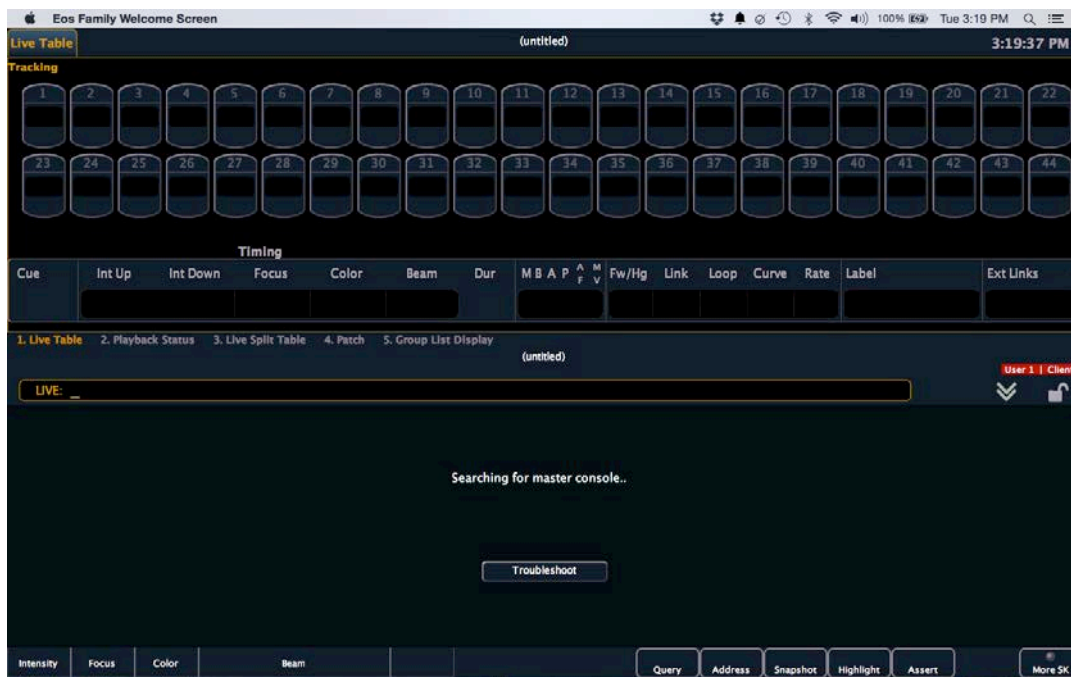 Eos Family Welcome Screen 100% Tue 3:19 PM
Live Table (untitled) 3:19:37 PM
Tracking
1 2 3 4 5 6 7 8 9 10 11 12 13 14 15 16 17 18 19 20 21 22
23 24 25 26 27 28 29 30 31 32 33 34 35 36 37 38 39 40 41 42 43 44
Timing
Cue Int Up Int Down Focus Color Beam Dur M B A P A F M V Fw/Hg Link Loop Curve Rate Label Ext Links
1. Live Table 2. Playback Status 3. Live Split Table 4. Patch 5. Group List Display
(untitled)
User 1 | Client
LIVE: _
Searching for master console..
Troubleshoot
Intensity Focus Color Beam Query Address Snapshot Highlight Assert More SK